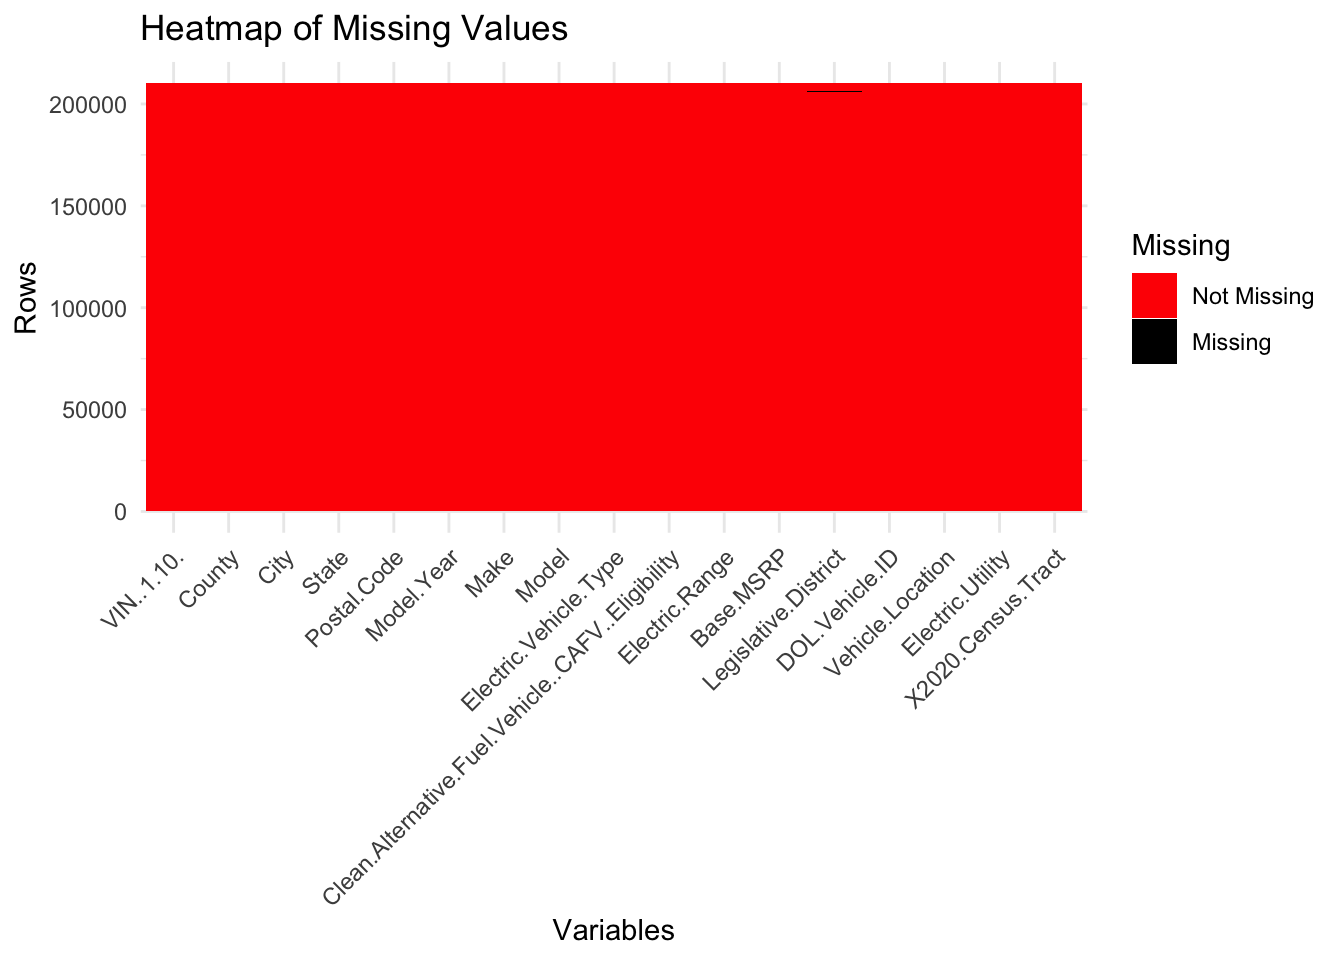 Heatmap of Missing Values
200000
150000
100000
50000
0
Rows
VIN..1.10.
County
City
State
Postal.Code
Model.Year
Make
Model
Electric.Vehicle.Type
Clean.Alternative.Fuel.Vehicle..CAFV..Eligibility
Electric.Range
Base.MSRP
Legislative.District
DOL.Vehicle.ID
Vehicle.Location
Electric.Utility
X2020.Census.Tract
Variables
Missing
Not Missing
Missing